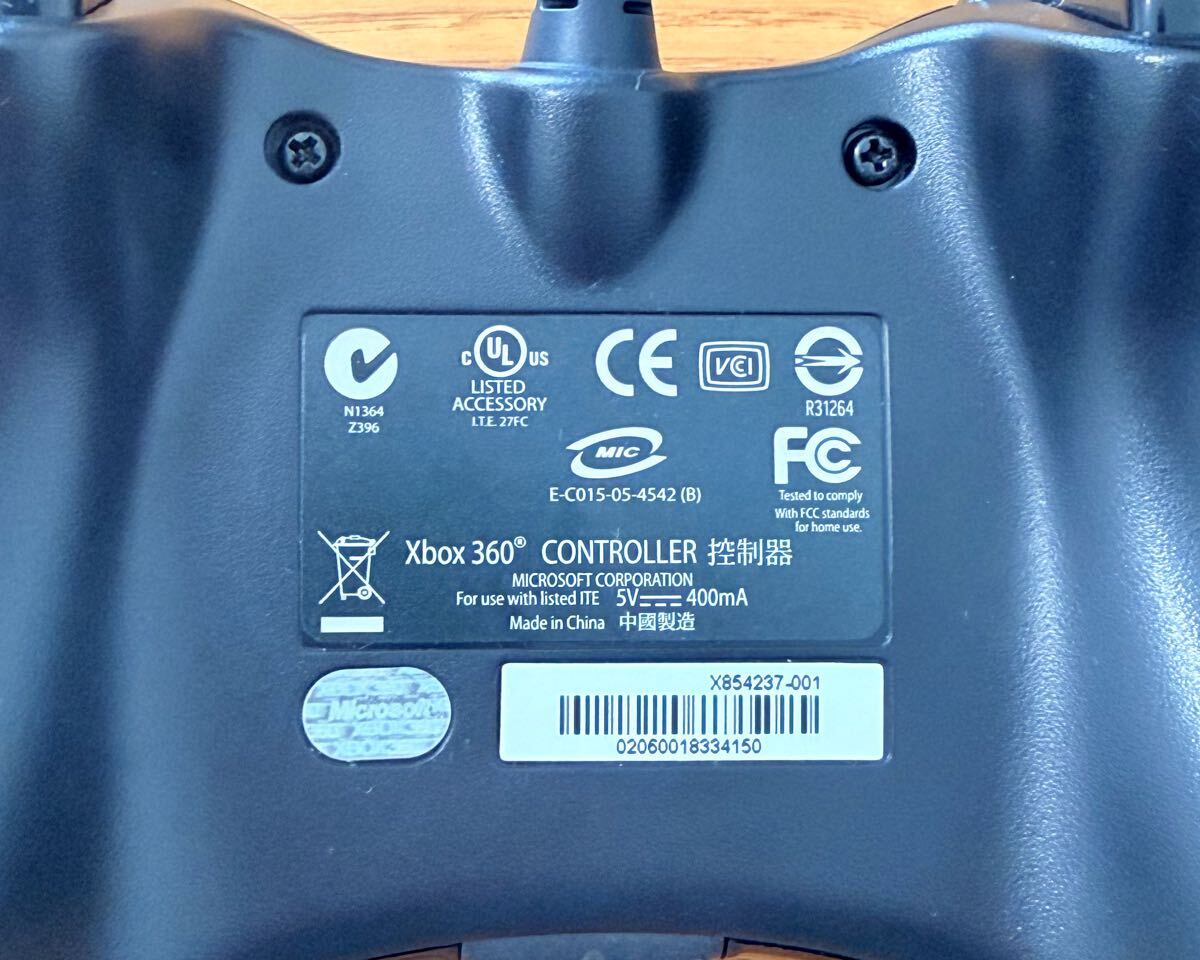 N1364
Z396
C UL US
LISTED
ACCESSORY
I.T.E. 27FC
CE
VCI
R31264
MIC
E-C015-05-4542 (B)
FC
Tested to comply
With FCC standards
for home use.
Xbox 360® CONTROLLER 控制器
MICROSOFT CORPORATION
For use with listed ITE 5V 400mA
Made in China 中國製造
Microsoft
X854237-001
02060018334150